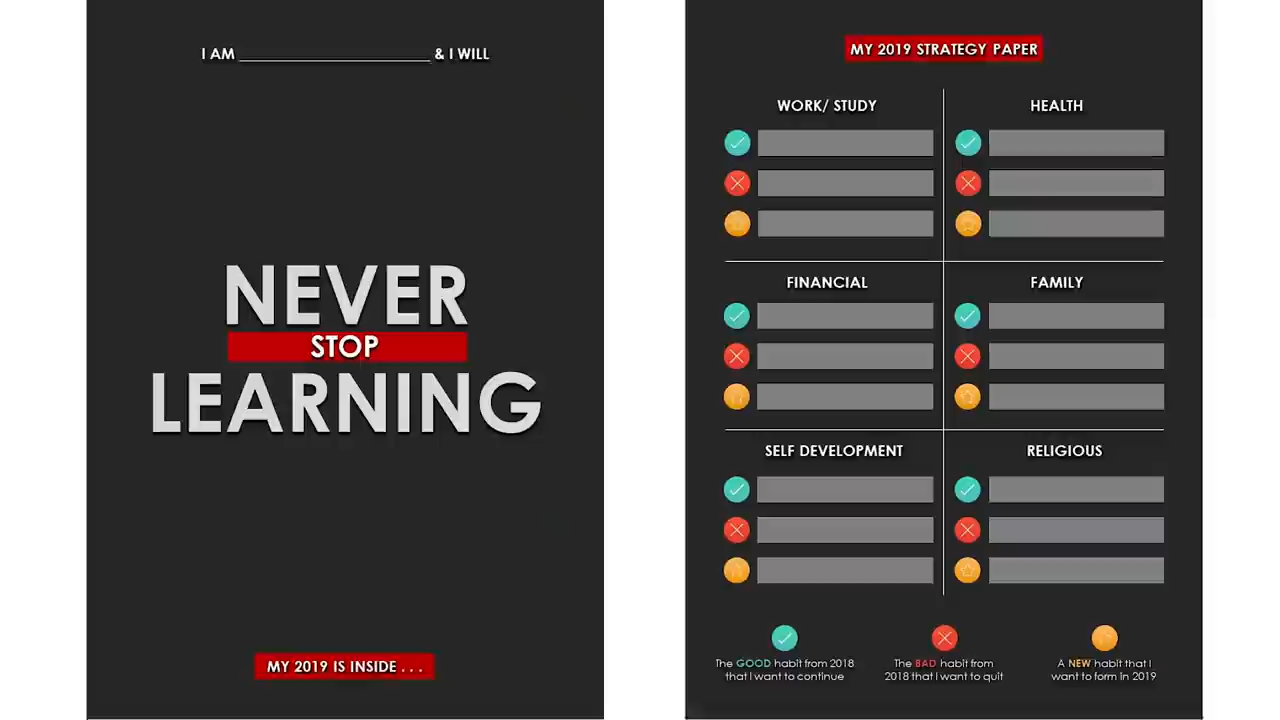 I AM ______________________ & I WILL
NEVER
STOP
LEARNING
MY 2019 IS INSIDE . . .
MY 2019 STRATEGY PAPER
WORK/ STUDY
HEALTH
FINANCIAL
FAMILY
SELF DEVELOPMENT
RELIGIOUS
The GOOD habit from 2018
that I want to continue
The BAD habit from
2018 that I want to quit
A NEW habit that I
want to form in 2019